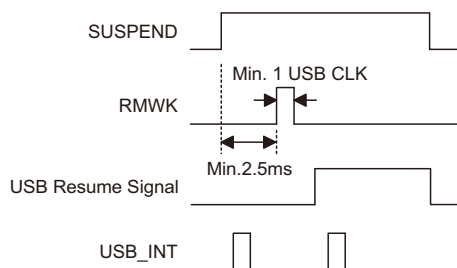 SUSPEND
Min. 1 USB CLK
RMWK
Min.2.5ms
USB Resume Signal
USB_INT